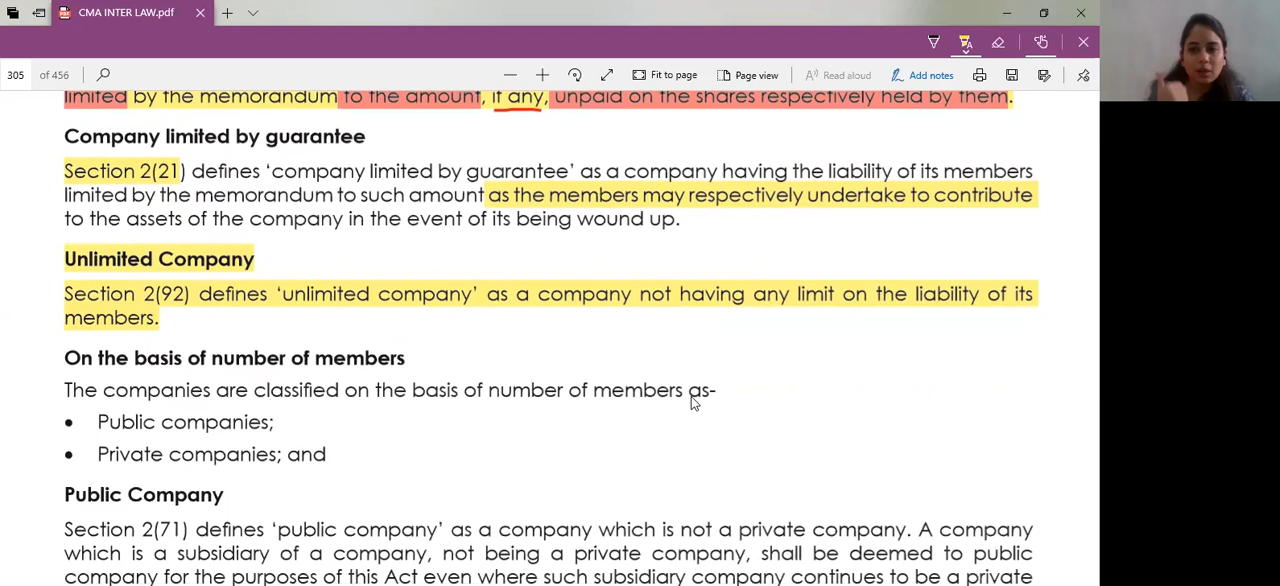 CMA INTER LAW.pdf
305 of 456
Fit to page
Page view
Read aloud
Add notes
limited by the memorandum to the amount, if any, unpaid on the shares respectively held by them.
Company limited by guarantee
Section 2(21) defines ‘company limited by guarantee’ as a company having the liability of its members
limited by the memorandum to such amount as the members may respectively undertake to contribute
to the assets of the company in the event of its being wound up.
Unlimited Company
Section 2(92) defines ‘unlimited company’ as a company not having any limit on the liability of its
members.
On the basis of number of members
The companies are classified on the basis of number of members as-
• Public companies;
• Private companies; and
Public Company
Section 2(71) defines ‘public company’ as a company which is not a private company. A company
which is a subsidiary of a company, not being a private company, shall be deemed to public
company for the purposes of this Act even where such subsidiary company continues to be a private